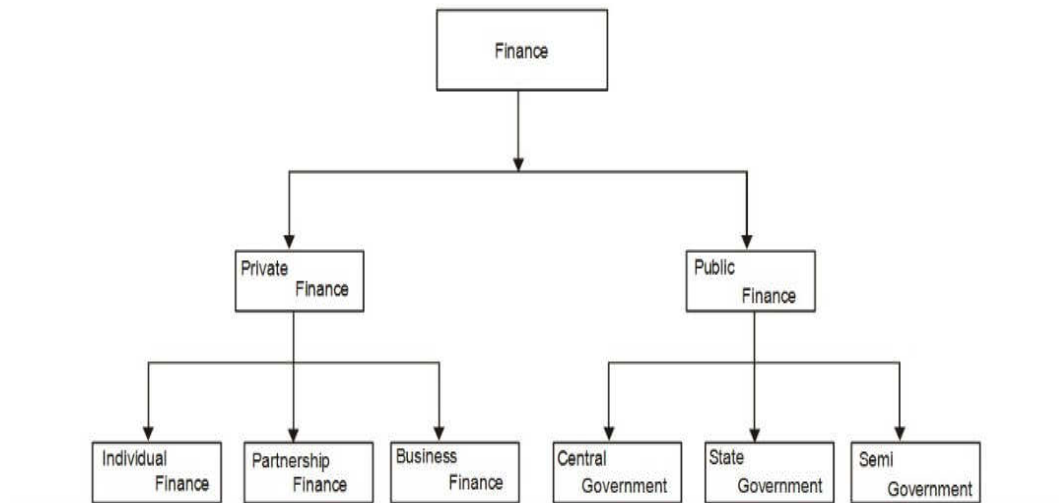 Finance
Private
Finance
Public
Finance
Individual
Finance
Partnership
Finance
Business
Finance
Central
Government
State
Government
Semi
Government